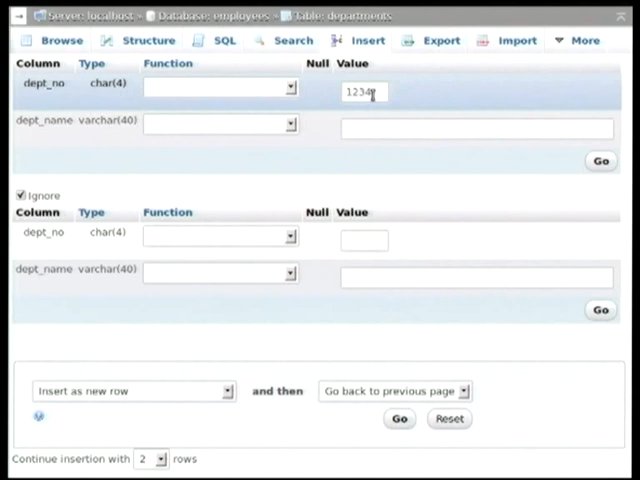 Server: localhost » Database: employees » Table: departments
Browse Structure SQL Search Insert Export Import More
Column Type Function Null Value
dept_no char(4) 1234
dept_name varchar(40)
Go
Ignore
Column Type Function Null Value
dept_no char(4)
dept_name varchar(40)
Go
Insert as new row and then Go back to previous page
Go Reset
Continue insertion with 2 rows